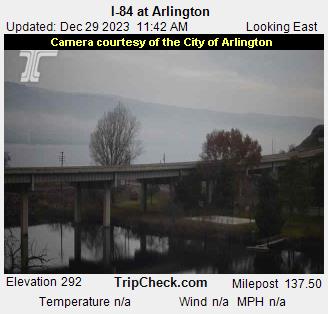 I-84 at Arlington
Updated: Dec 29 2023 11:42 AM Looking East
Camera courtesy of the City of Arlington
Elevation 292 TripCheck.com Milepost 137.50
Temperature n/a Wind n/a MPH n/a